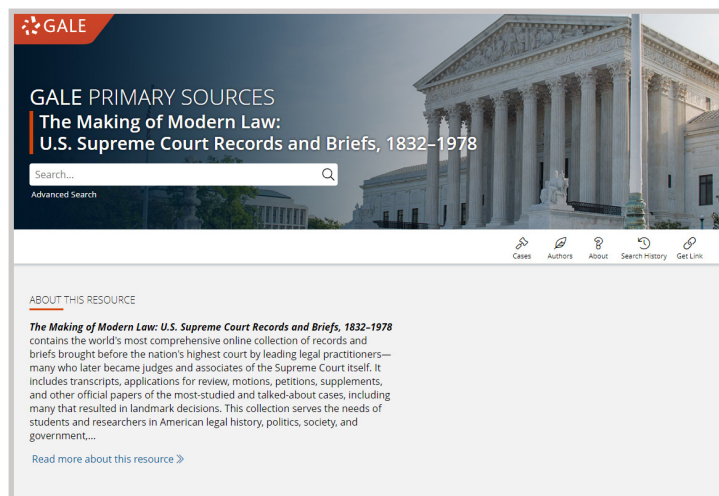 GALE
GALE PRIMARY SOURCES
The Making of Modern Law:
U.S. Supreme Court Records and Briefs, 1832–1978
Search...
Advanced Search
Cases
Authors
About
Search History
Get Link
ABOUT THIS RESOURCE
The Making of Modern Law: U.S. Supreme Court Records and Briefs, 1832–1978
contains the world's most comprehensive online collection of records and
briefs brought before the nation's highest court by leading legal practitioners—
many who later became judges and associates of the Supreme Court itself. It
includes transcripts, applications for review, motions, petitions, supplements,
and other official papers of the most-studied and talked-about cases, including
many that resulted in landmark decisions. This collection serves the needs of
students and researchers in American legal history, politics, society, and
government,...
Read more about this resource »